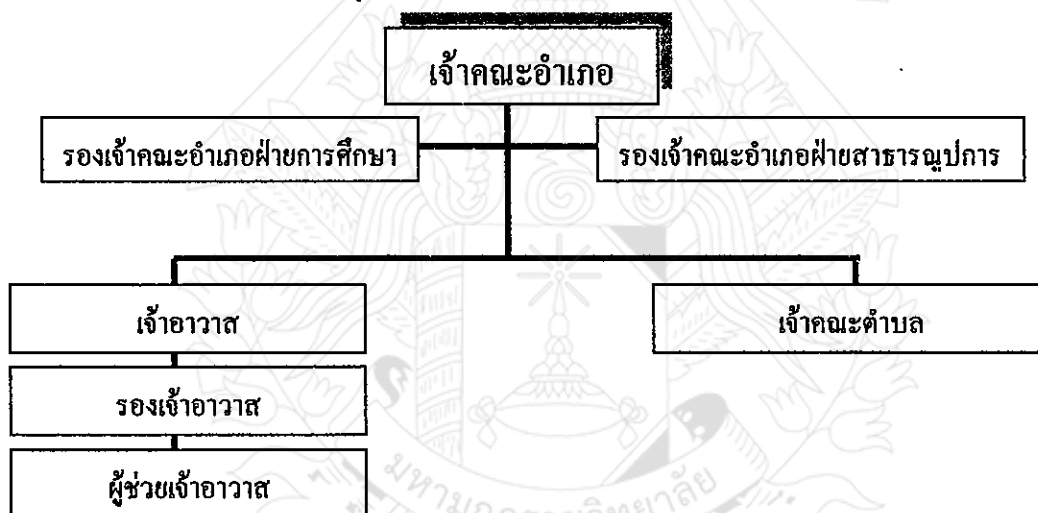 เจ้าคณะอำเภอ
รองเจ้าคณะอำเภอฝ่ายการศึกษา
รองเจ้าคณะอำเภอฝ่ายสาธารณูปการ
เจ้าอาวาส
เจ้าคณะตำบล
รองเจ้าอาวาส
ผู้ช่วยเจ้าอาวาส